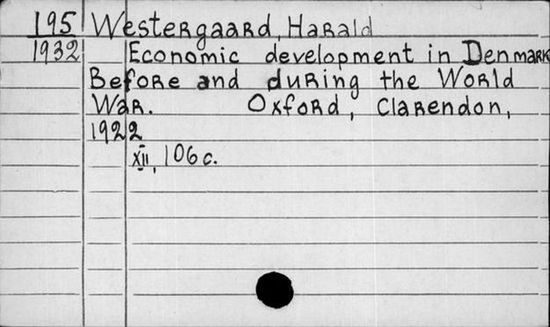 195 Westergaard, Harald
1932 Economic development in Denmark
Before and during the World
War. Oxford, Clarendon,
1922
XII, 106 c.